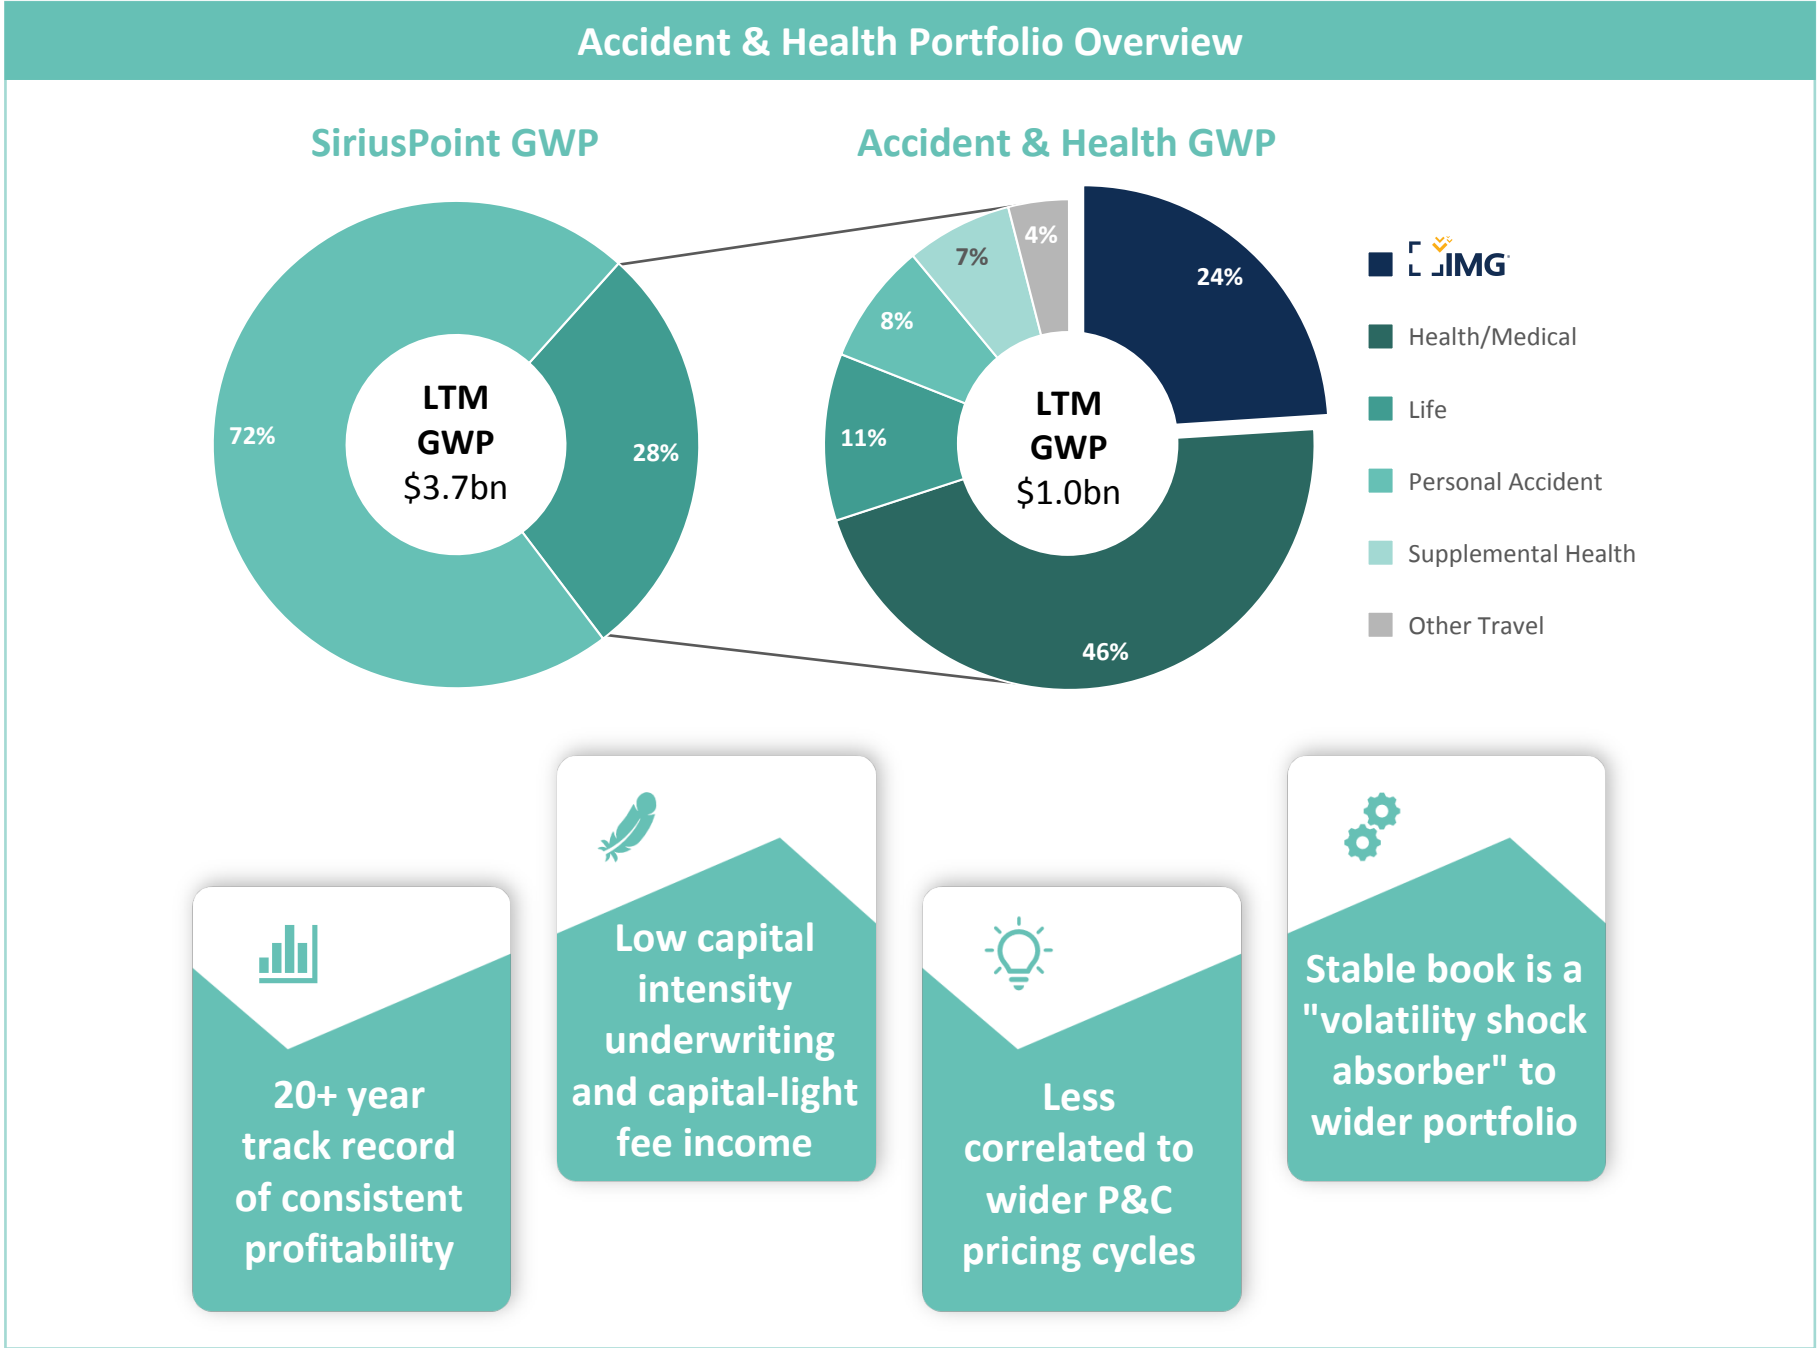 Accident & Health Portfolio Overview
SiriusPoint GWP
72%
28%
LTM
GWP
$3.7bn
Accident & Health GWP
4%
7%
8%
11%
24%
46%
LTM
GWP
$1.0bn
IMG
Health/Medical
Life
Personal Accident
Supplemental Health
Other Travel
20+ year
track record
of consistent
profitability
Low capital
intensity
underwriting
and capital-light
fee income
Less
correlated to
wider P&C
pricing cycles
Stable book is a
"volatility shock
absorber" to
wider portfolio